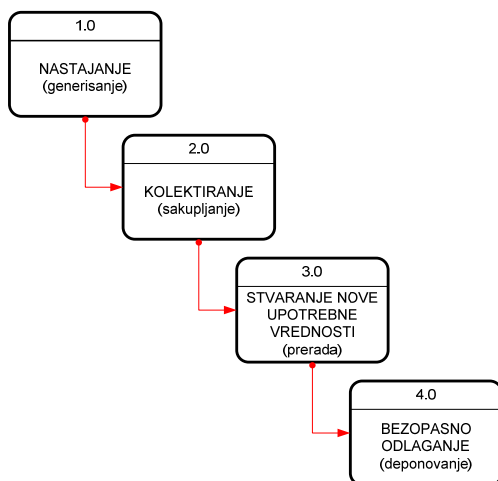 1.0
NASTAJANJE
(generisanje)
2.0
KOLEKTIRANJE
(sakupljanje)
3.0
STVARANJE NOVE
UPOTREBNE
VREDNOSTI
(prerada)
4.0
BEZOPASNO
ODLAGANJE
(deponovanje)